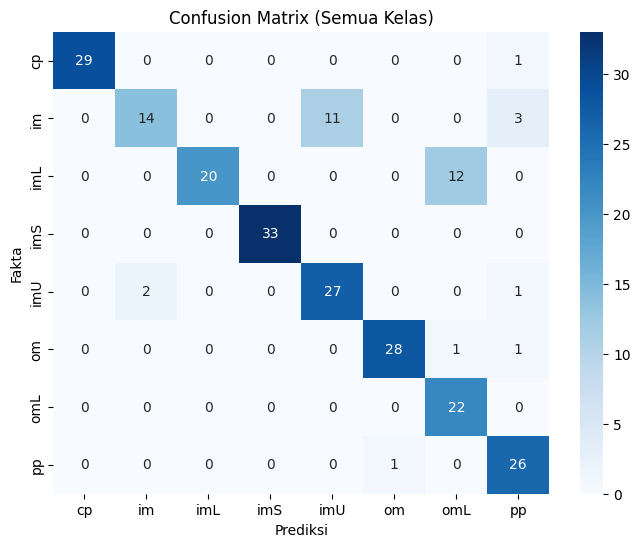 Confusion Matrix (Semua Kelas)
Fakta
cp 29 0 0 0 0 0 0 1
im 0 14 0 0 11 0 0 3
imL 0 0 20 0 0 0 12 0
imS 0 0 0 33 0 0 0 0
imU 0 2 0 0 27 0 0 1
om 0 0 0 0 0 28 1 1
omL 0 0 0 0 0 0 22 0
pp 0 0 0 0 0 1 0 26
cp im imL imS imU om omL pp
Prediksi
30
25
20
15
10
5
0